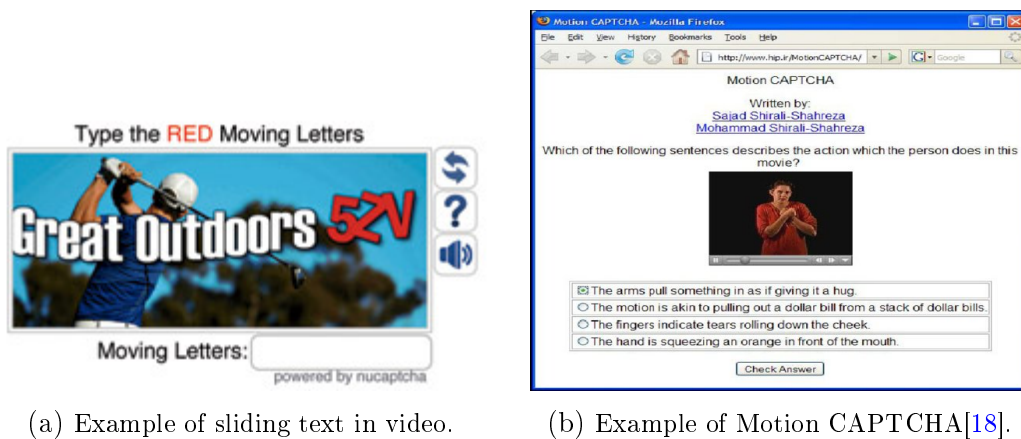 Type the RED Moving Letters
Great Outdoors 5ZV
Moving Letters:
powered by nucaptcha
(a) Example of sliding text in video.
Motion CAPTCHA - Mozilla Firefox
File Edit View History Bookmarks Tools Help
http://www.hip.ir/MotionCAPTCHA/ G Google
Motion CAPTCHA
Written by:
Sajad Shirali-Shahreza
Mohammad Shirali-Shahreza
Which of the following sentences describes the action which the person does in this
movie?
The arms pull something in as if giving it a hug.
The motion is akin to pulling out a dollar bill from a stack of dollar bills.
The fingers indicate tears rolling down the cheek.
The hand is squeezing an orange in front of the mouth.
Check Answer
(b) Example of Motion CAPTCHA[18].